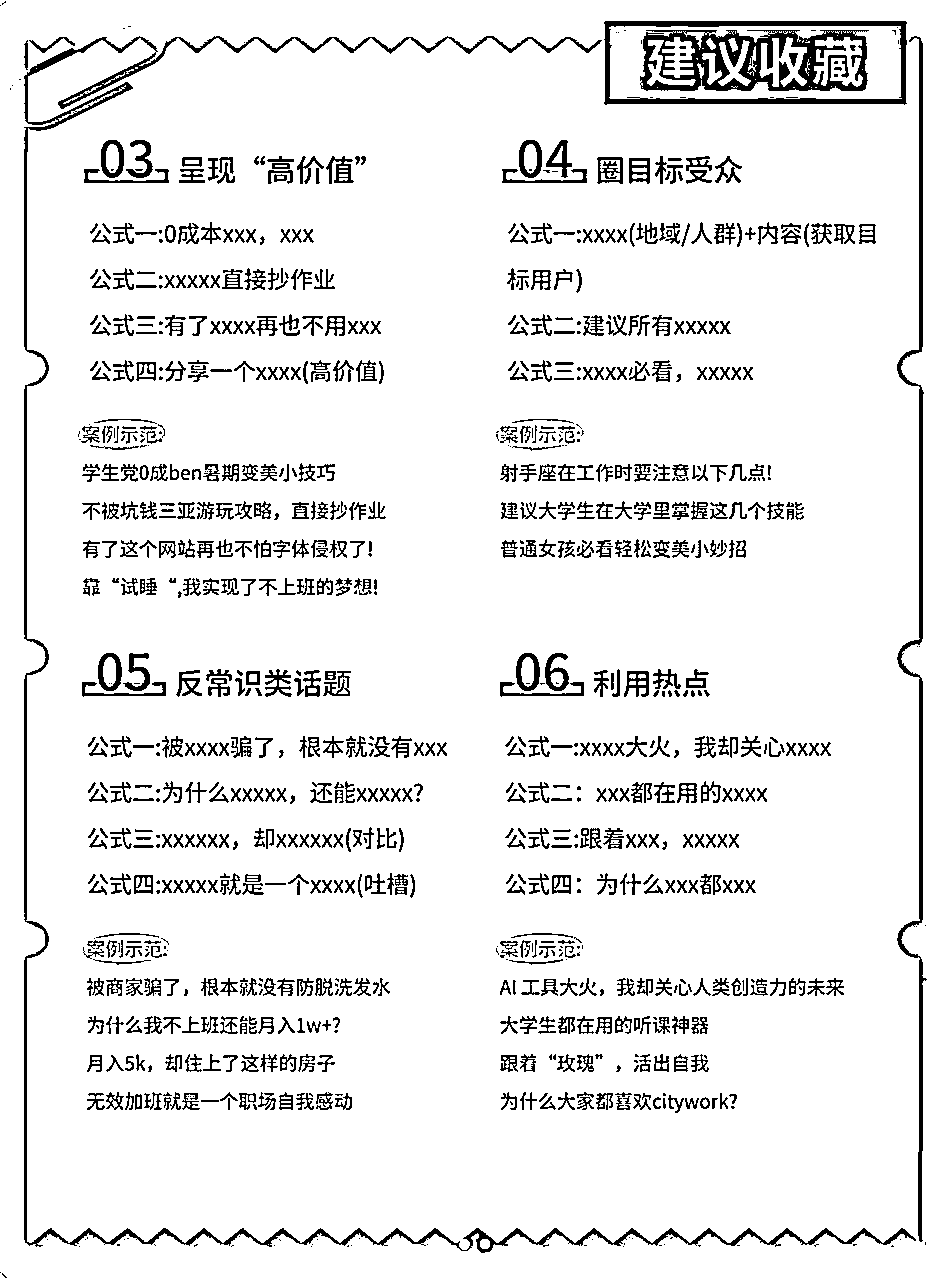 建议收藏
03 呈现“高价值”
公式一:0成本xxx，xxx
公式二:xxxxx直接抄作业
公式三:有了xxxx再也不用xxx
公式四:分享一个xxxx(高价值)
案例示范:
学生党0成ben暑期变美小技巧
不被坑钱三亚游玩攻略，直接抄作业
有了这个网站再也不怕字体侵权了!
靠“试睡“,我实现了不上班的梦想!
04 圈目标受众
公式一:xxxx(地域/人群)+内容(获取目
标用户)
公式二:建议所有xxxxx
公式三:xxxx必看，xxxxx
案例示范:
射手座在工作时要注意以下几点!
建议大学生在大学里掌握这几个技能
普通女孩必看轻松变美小妙招
05 反常识类话题
公式一:被xxxx骗了，根本就没有xxx
公式二:为什么xxxxx，还能xxxxx?
公式三:xxxxxx，却xxxxxx(对比)
公式四:xxxxx就是一个xxxx(吐槽)
案例示范:
被商家骗了，根本就没有防脱洗发水
为什么我不上班还能月入1w+?
月入5k，却住上了这样的房子
无效加班就是一个职场自我感动
06 利用热点
公式一:xxxx大火，我却关心xxxx
公式二：xxx都在用的xxxx
公式三:跟着xxx，xxxxx
公式四：为什么xxx都xxx
案例示范:
AI 工具大火，我却关心人类创造力的未来
大学生都在用的听课神器
跟着“玫瑰”，活出自我
为什么大家都喜欢citywork?